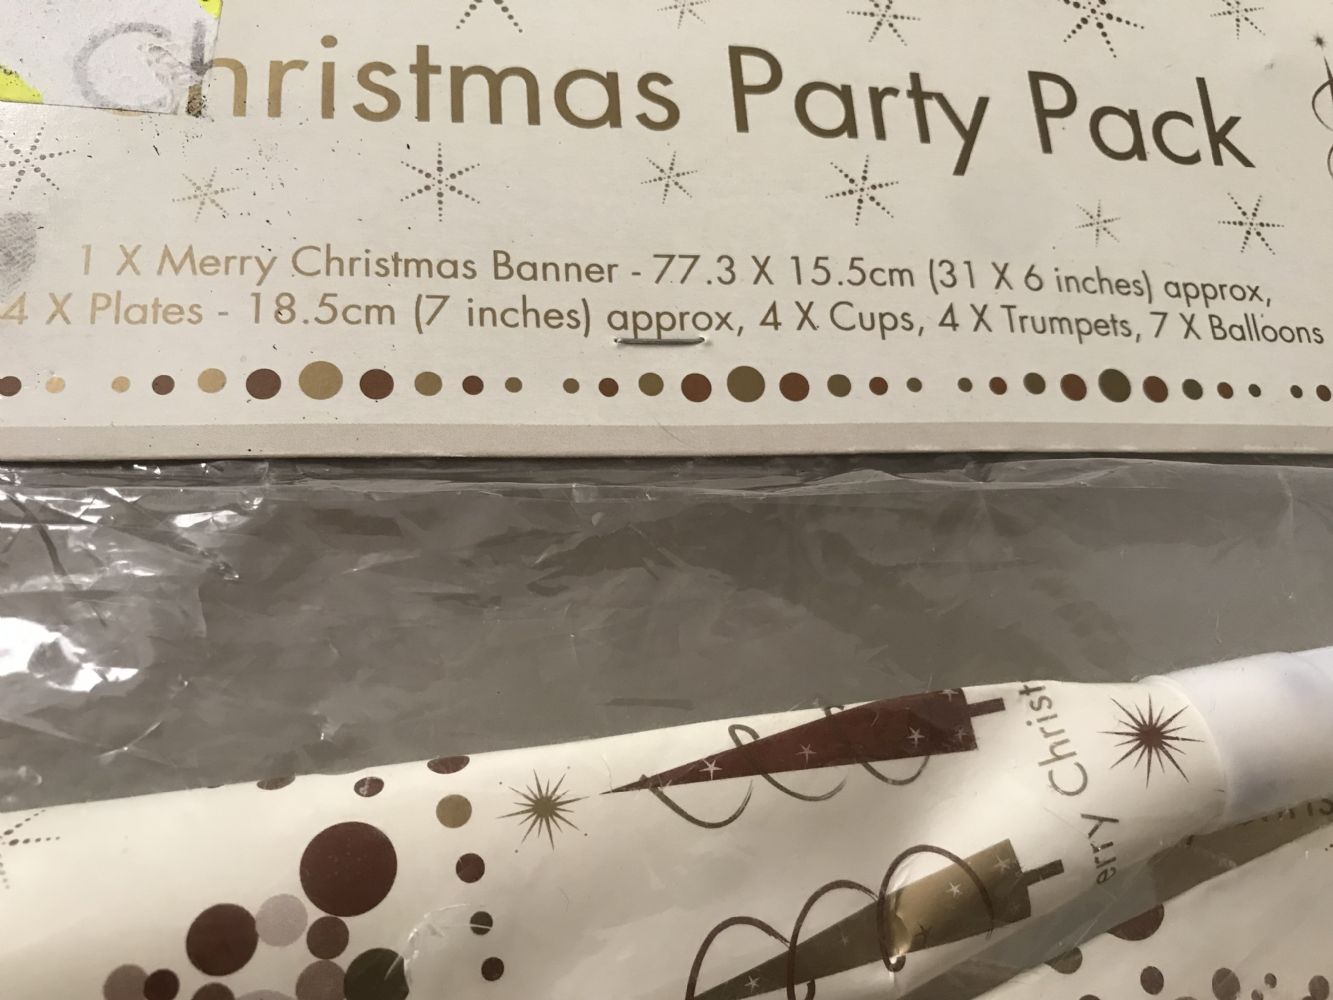 Christmas Party Pack
1 X Merry Christmas Banner - 77.3 X 15.5cm (31 X 6 inches) approx,
4 X Plates - 18.5cm (7 inches) approx, 4 X Cups, 4 X Trumpets, 7 X Balloons
erry Christ